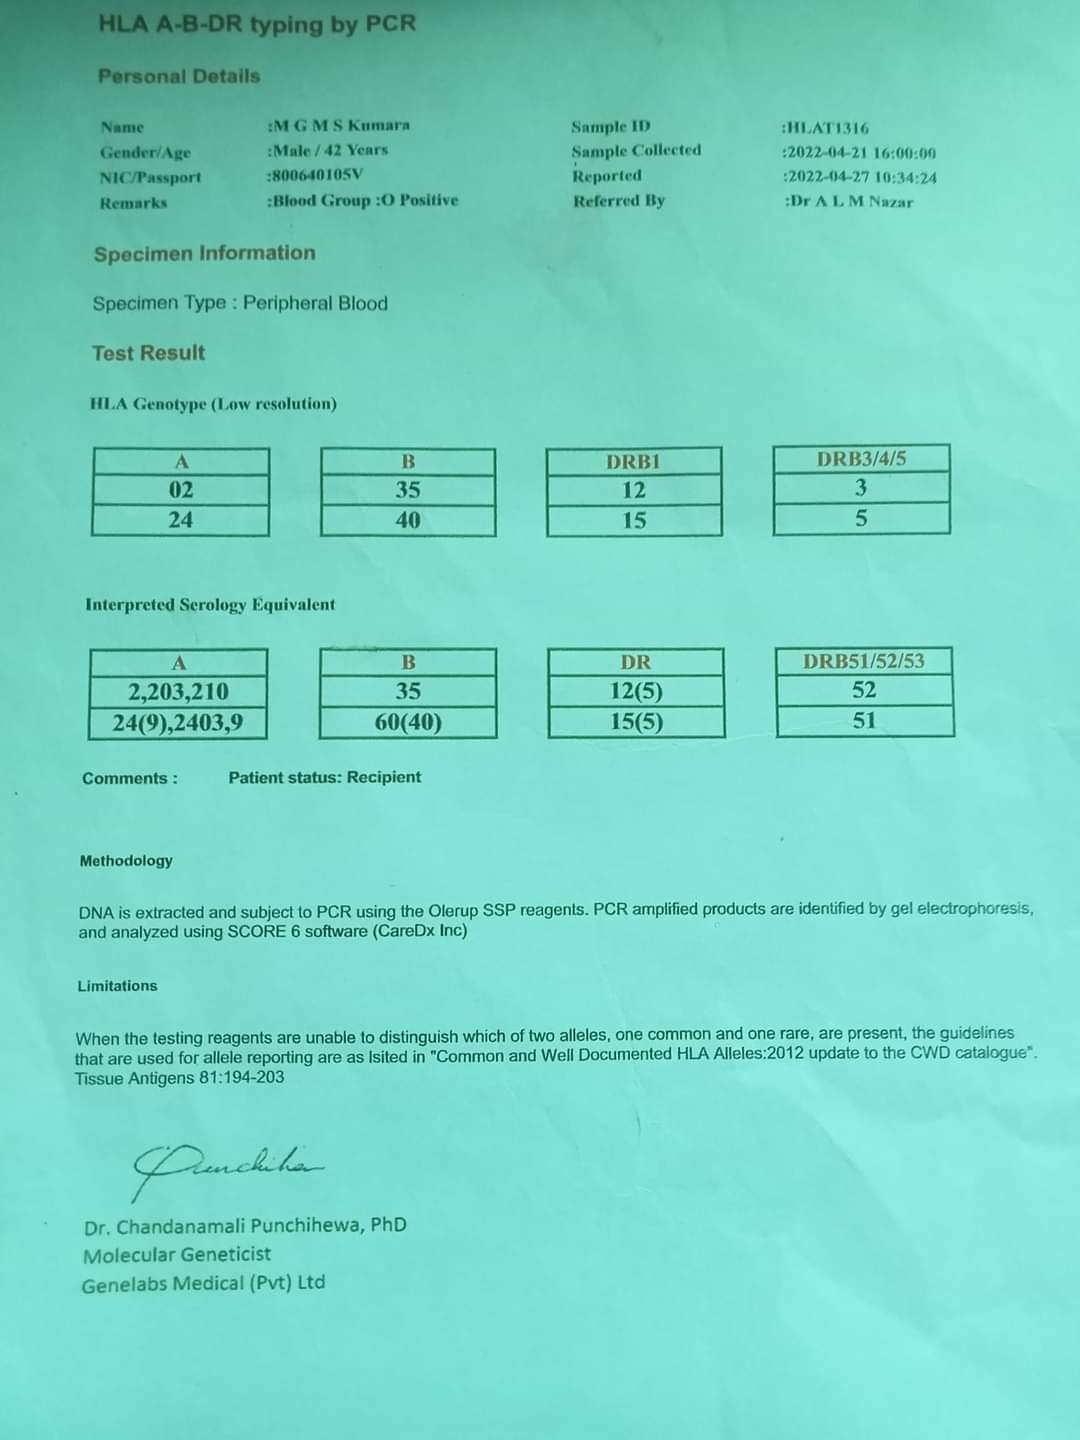 HLA A-B-DR typing by PCR
Personal Details
Name :M G M S Kumara Sample ID :HLAT1316
Gender/Age :Male / 42 Years Sample Collected :2022-04-21 16:00:00
NIC/Passport :800640105V Reported :2022-04-27 10:34:24
Remarks :Blood Group :O Positive Referred By :Dr A L M Nazar
Specimen Information
Specimen Type : Peripheral Blood
Test Result
HLA Genotype (Low resolution)
A B DRB1 DRB3/4/5
02 35 12 3
24 40 15 5
Interpreted Serology Equivalent
A B DR DRB51/52/53
2,203,210 35 12(5) 52
24(9),2403,9 60(40) 15(5) 51
Comments : Patient status: Recipient
Methodology
DNA is extracted and subject to PCR using the Olerup SSP reagents. PCR amplified products are identified by gel electrophoresis,
and analyzed using SCORE 6 software (CareDx Inc)
Limitations
When the testing reagents are unable to distinguish which of two alleles, one common and one rare, are present, the guidelines
that are used for allele reporting are as lsited in "Common and Well Documented HLA Alleles:2012 update to the CWD catalogue".
Tissue Antigens 81:194-203
Dr. Chandanamali Punchihewa, PhD
Molecular Geneticist
Genelabs Medical (Pvt) Ltd